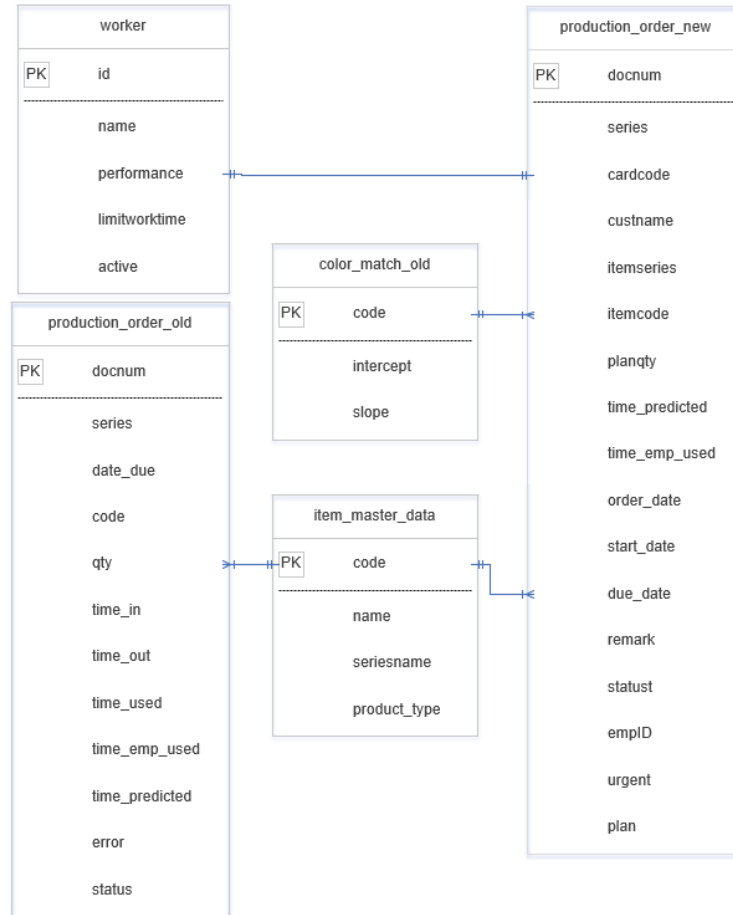 worker
PK id
name
performance
limitworktime
active
production_order_old
PK docnum
series
date_due
code
qty
time_in
time_out
time_used
time_emp_used
time_predicted
error
status
color_match_old
PK code
intercept
slope
item_master_data
PK code
name
seriesname
product_type
production_order_new
PK docnum
series
cardcode
custname
itemseries
itemcode
planqty
time_predicted
time_emp_used
order_date
start_date
due_date
remark
statust
empID
urgent
plan